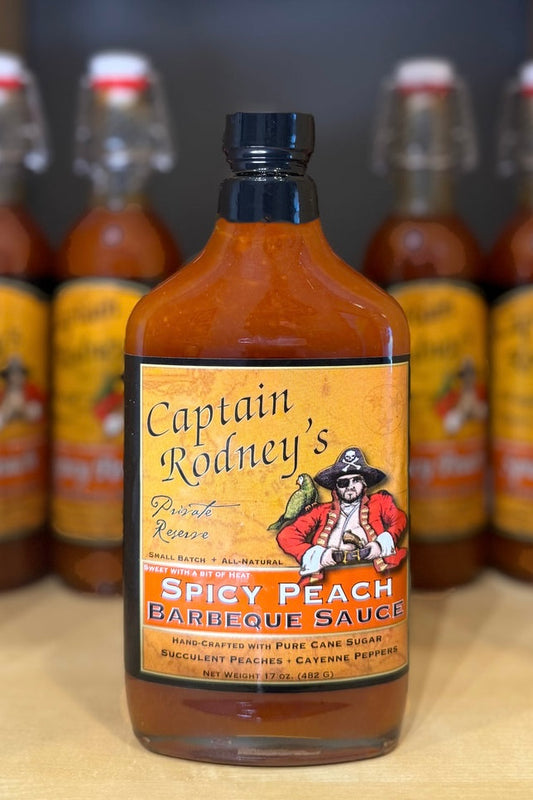 Captain
Rodney's
Private
Reserve
Small Batch + All-Natural
Sweet with a bit of Heat
Spicy Peach
Barbeque Sauce
Hand-Crafted with Pure Cane Sugar
Succulent Peaches + Cayenne Peppers
Net Weight 17 oz. (482 g)